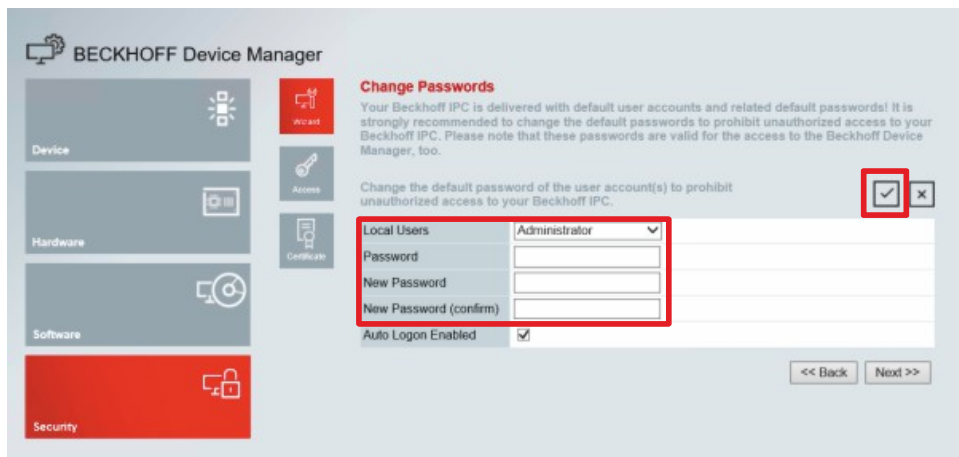 BECKHOFF Device Manager
Device
Hardware
Software
Security
Wizard
Access
Certificate
Change Passwords
Your Beckhoff IPC is delivered with default user accounts and related default passwords! It is
strongly recommended to change the default passwords to prohibit unauthorized access to your
Beckhoff IPC. Please note that these passwords are valid for the access to the Beckhoff Device
Manager, too.
Change the default password of the user account(s) to prohibit
unauthorized access to your Beckhoff IPC.
Local Users Administrator
Password
New Password
New Password (confirm)
Auto Logon Enabled
<< Back Next >>